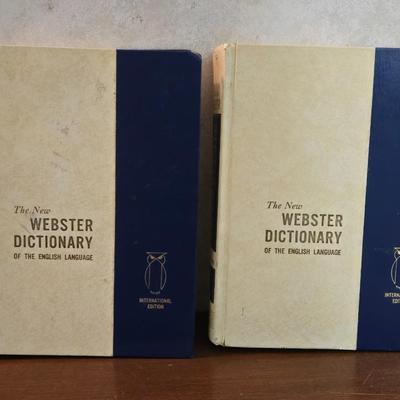 The New
WEBSTER
DICTIONARY
OF THE ENGLISH LANGUAGE
INTERNATIONAL
EDITION
The New
WEBSTER
DICTIONARY
OF THE ENGLISH LANGUAGE